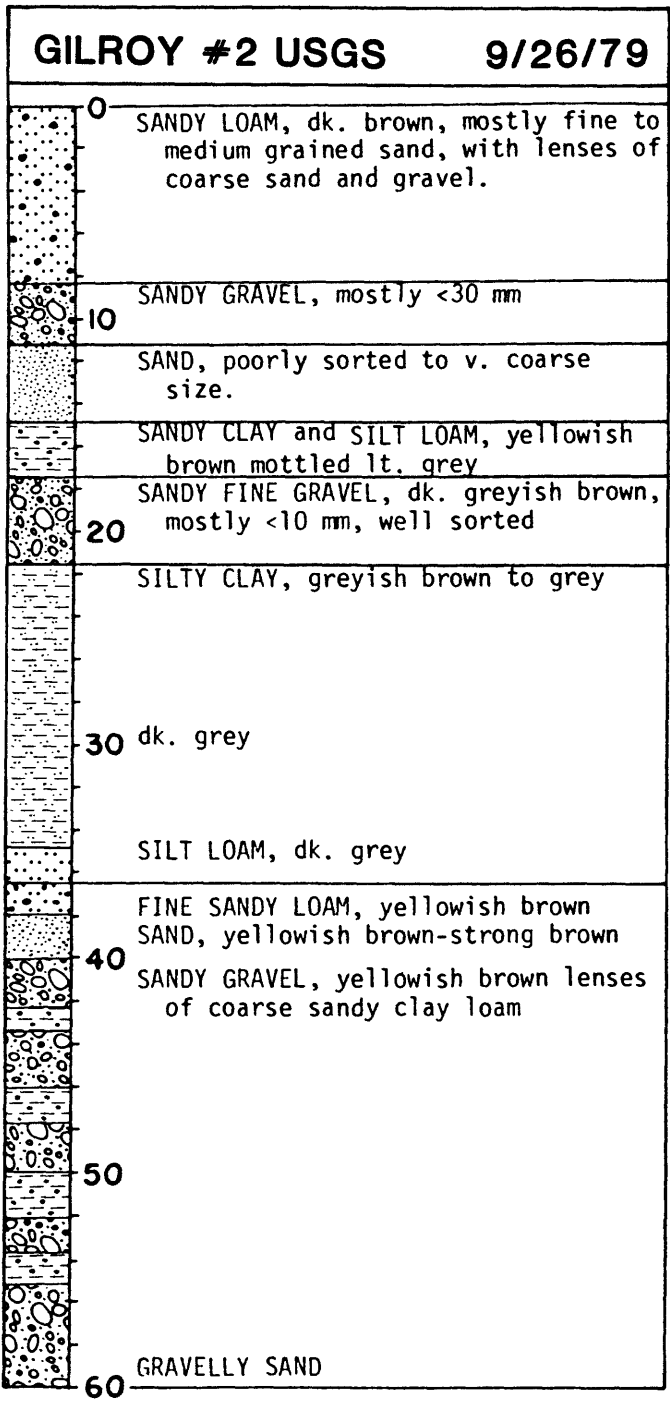 GILROY #2 USGS 9/26/79
0
SANDY LOAM, dk. brown, mostly fine to
medium grained sand, with lenses of
coarse sand and gravel.
SANDY GRAVEL, mostly <30 mm
10
SAND, poorly sorted to v. coarse
size.
SANDY CLAY and SILT LOAM, yellowish
brown mottled lt. grey
SANDY FINE GRAVEL, dk. greyish brown,
mostly <10 mm, well sorted
20
SILTY CLAY, greyish brown to grey
30 dk. grey
SILT LOAM, dk. grey
FINE SANDY LOAM, yellowish brown
SAND, yellowish brown-strong brown
40
SANDY GRAVEL, yellowish brown lenses
of coarse sandy clay loam
50
GRAVELLY SAND
60